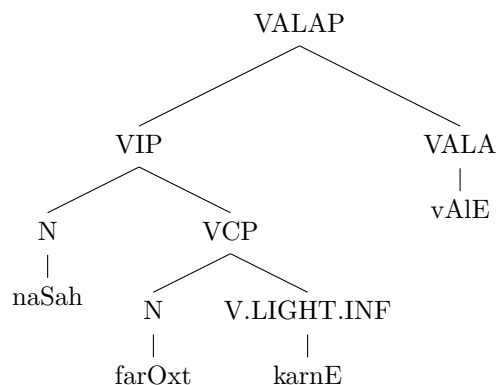 VALAP
VIP VALA
N VCP vAlE
naSah N V.LIGHT.INF
farOxt karnE